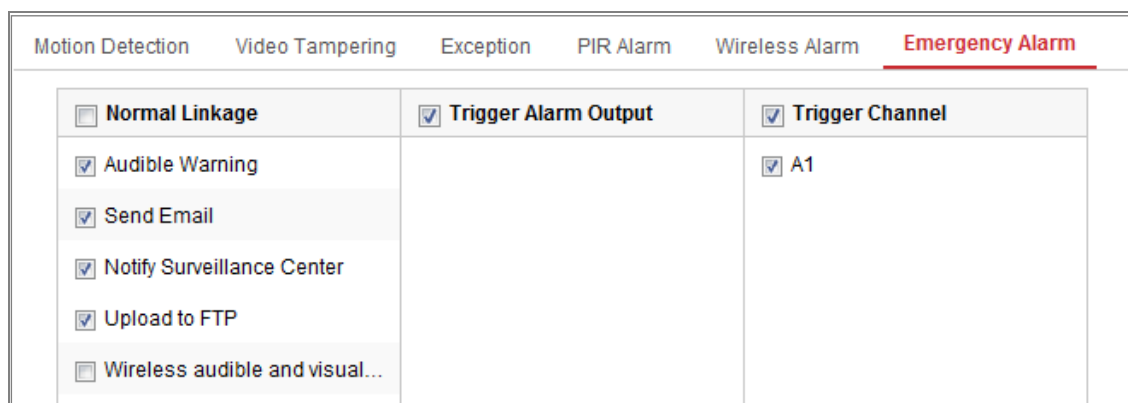 Motion Detection Video Tampering Exception PIR Alarm Wireless Alarm Emergency Alarm
Normal Linkage Trigger Alarm Output Trigger Channel
Audible Warning A1
Send Email
Notify Surveillance Center
Upload to FTP
Wireless audible and visual...